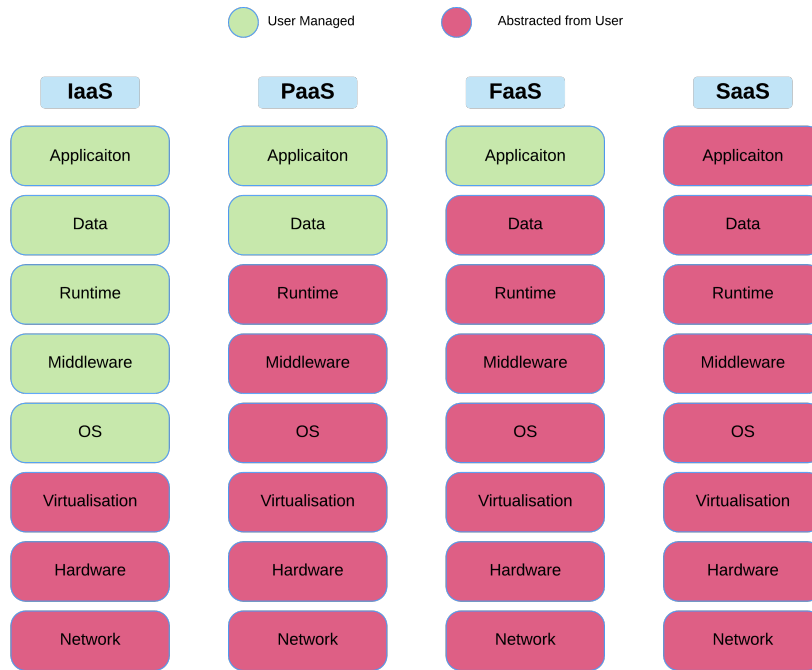 User Managed Abstracted from User
IaaS PaaS FaaS SaaS
Applicaiton Applicaiton Applicaiton Applicaiton
Data Data Data Data
Runtime Runtime Runtime Runtime
Middleware Middleware Middleware Middleware
OS OS OS OS
Virtualisation Virtualisation Virtualisation Virtualisation
Hardware Hardware Hardware Hardware
Network Network Network Network